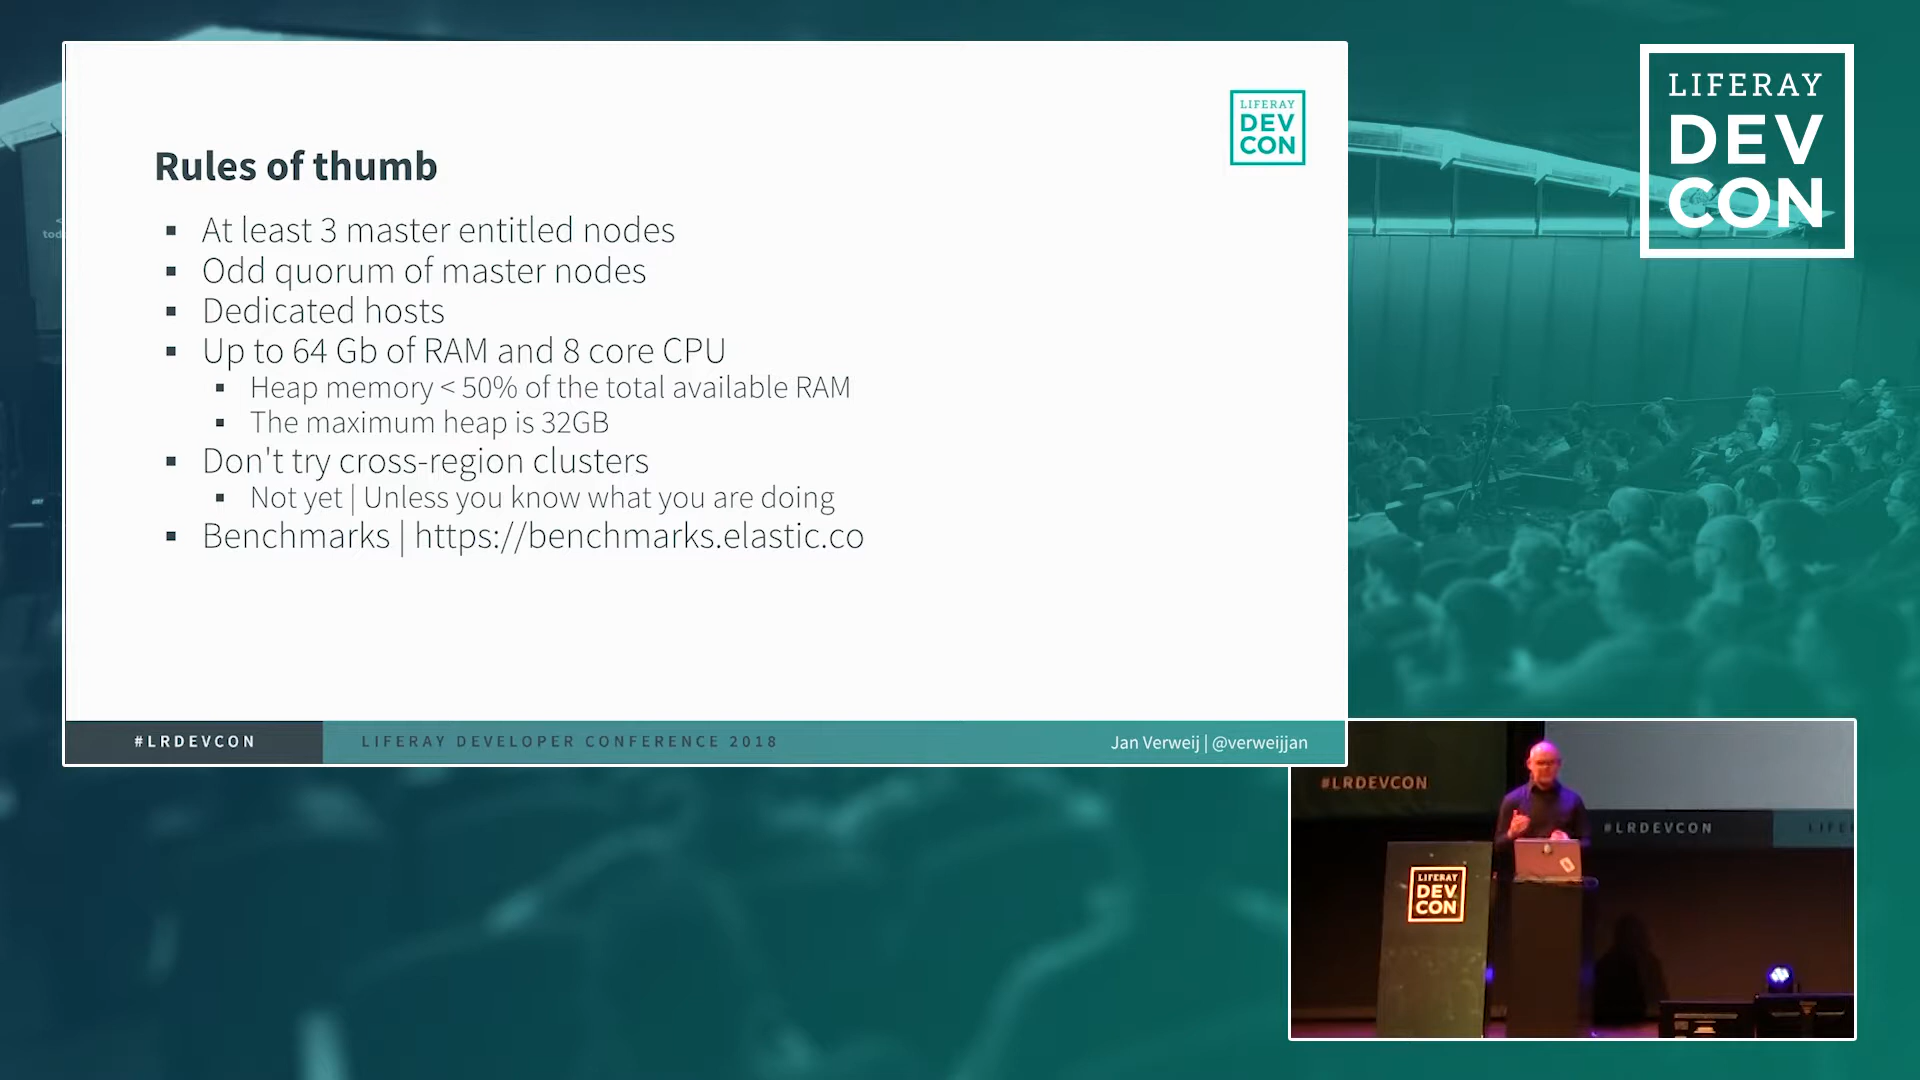 LIFERAY
DEV
CON
LIFERAY
DEV
CON
Rules of thumb
▪ At least 3 master entitled nodes
▪ Odd quorum of master nodes
▪ Dedicated hosts
▪ Up to 64 Gb of RAM and 8 core CPU
▪ Heap memory < 50% of the total available RAM
▪ The maximum heap is 32GB
▪ Don't try cross-region clusters
▪ Not yet | Unless you know what you are doing
▪ Benchmarks | https://benchmarks.elastic.co
#LRDEVCON
LIFERAY DEVELOPER CONFERENCE 2018
Jan Verweij | @verweijjan
#LRDEVCON
#LRDEVCON
LIFE
LIFERAY
DEV
CON
tod